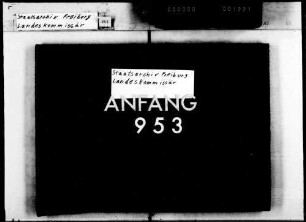 Staatsarchiv Freiburg
Landeskommissär
Staatsarchiv Freiburg
Landeskommissär
ANFANG
953